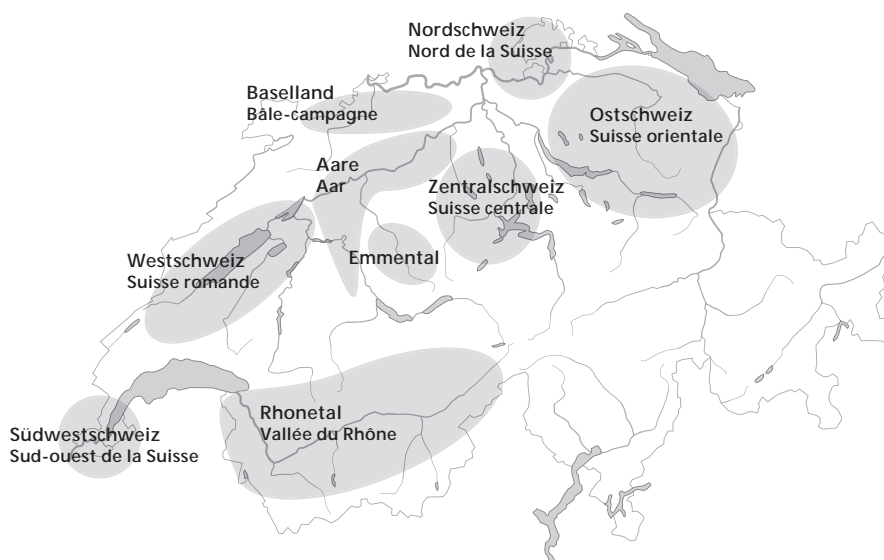 Nordschweiz
Nord de la Suisse
Baselland
Bâle-campagne
Ostschweiz
Suisse orientale
Aare
Aar
Zentralschweiz
Suisse centrale
Westschweiz
Suisse romande
Emmental
Rhonetal
Vallée du Rhône
Südwestschweiz
Sud-ouest de la Suisse